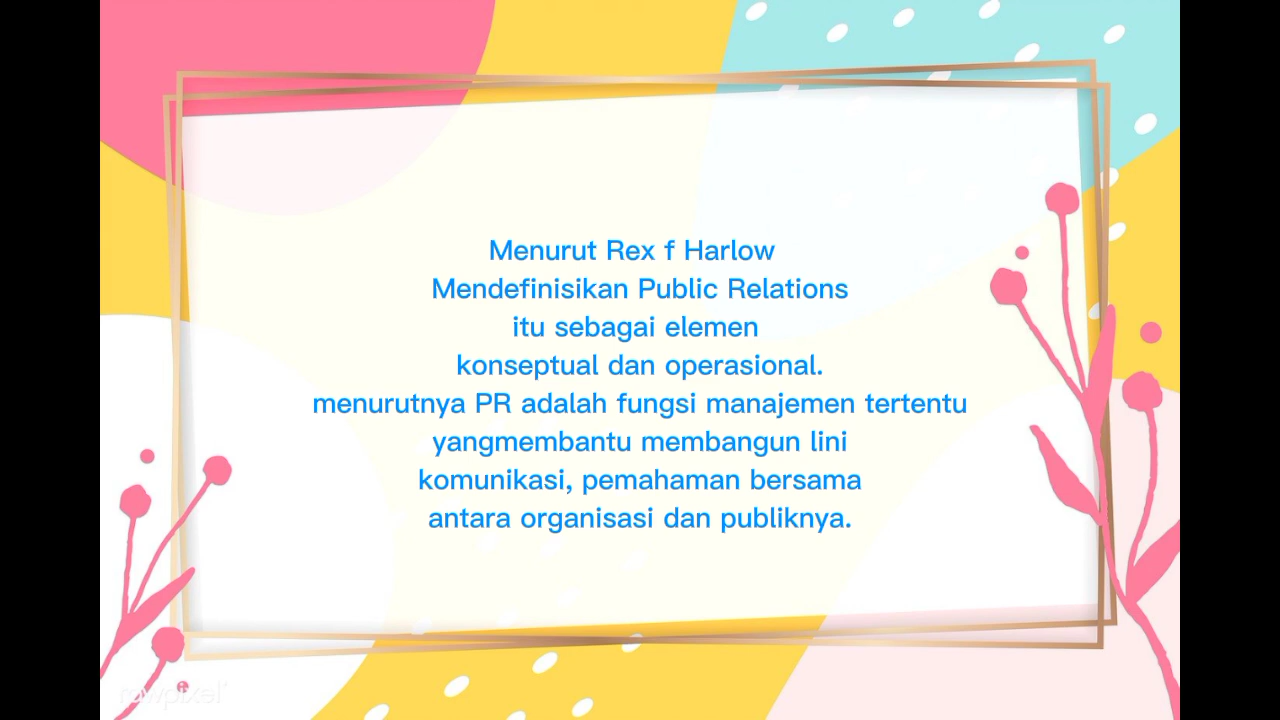 Menurut Rex f Harlow
Mendefinisikan Public Relations
itu sebagai elemen
konseptual dan operasional.
menurutnya PR adalah fungsi manajemen tertentu
yangmembantu membangun lini
komunikasi, pemahaman bersama
antara organisasi dan publiknya.
rawpixel